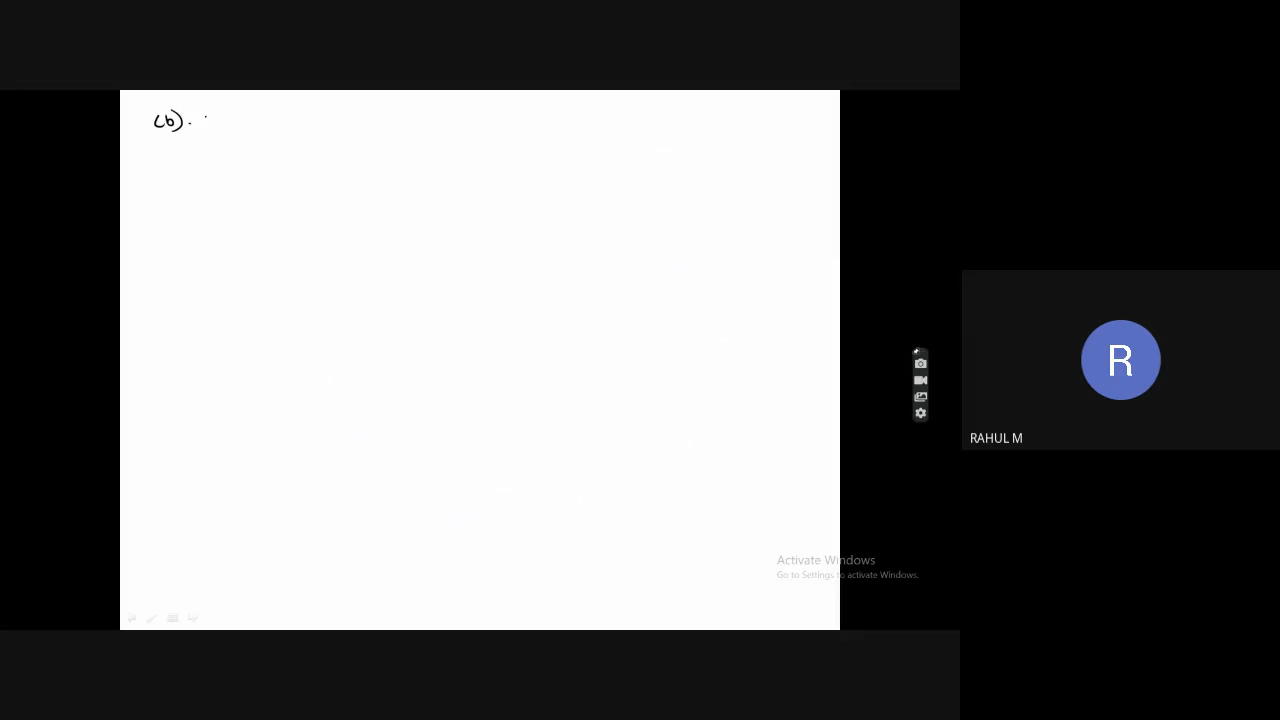 (b). .
R
RAHUL M
Activate Windows
Go to Settings to activate Windows.